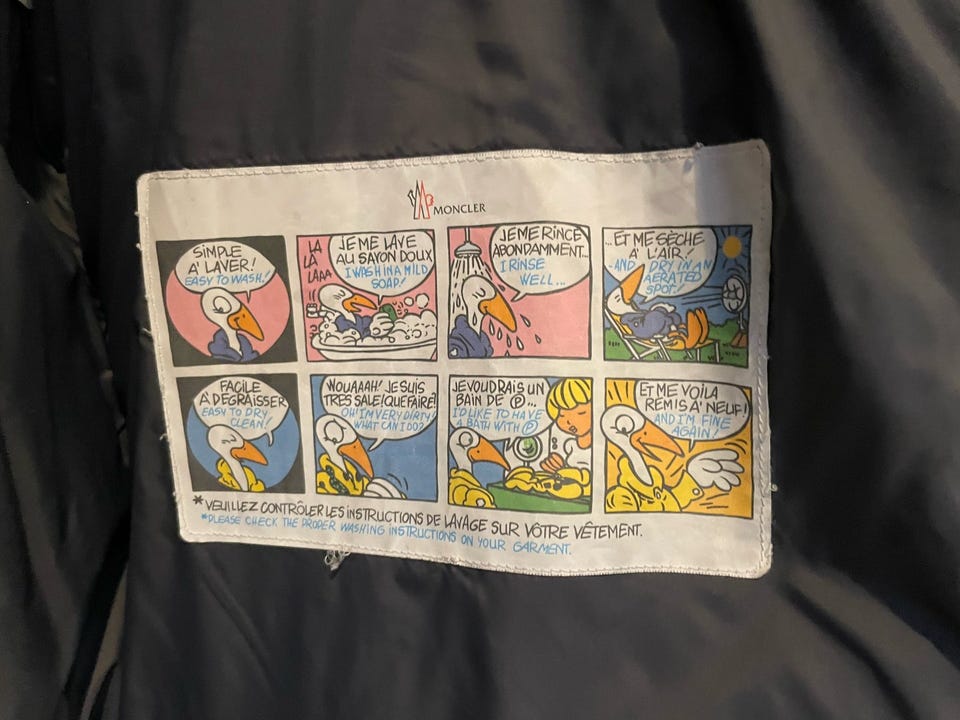 MONCLER
SIMPLE
A' LAVER!
EASY TO WASH!
LA
LA
LAAA
JE ME LAVE
AU SAVON DOUX
I WASH IN A MILD
SOAP!
JE ME RINCE
ABONDAMMENT...
I RINSE
WELL...
...ET ME SÈCHE
A' L'AIR!
-AND DRY IN AN
AERATED
SPOT!
FACILE
A' DÉGRAISSER
EASY TO DRY
CLEAN!
WOUAAAH! JE SUIS
TRES SALE! QUE FAIRE?
OH! I'M VERY DIRTY!
WHAT CAN I DO?
JE VOUDRAIS UN
BAIN DE Ⓟ...
I'D LIKE TO HAVE
A BATH WITH Ⓟ
ET ME VOILA
REMIS A' NEUF!
AND I'M FINE
AGAIN!
*VEUILLEZ CONTRÔLER LES INSTRUCTIONS DE LAVAGE SUR VÔTRE VÊTEMENT.
*PLEASE CHECK THE PROPER WASHING INSTRUCTIONS ON YOUR GARMENT.